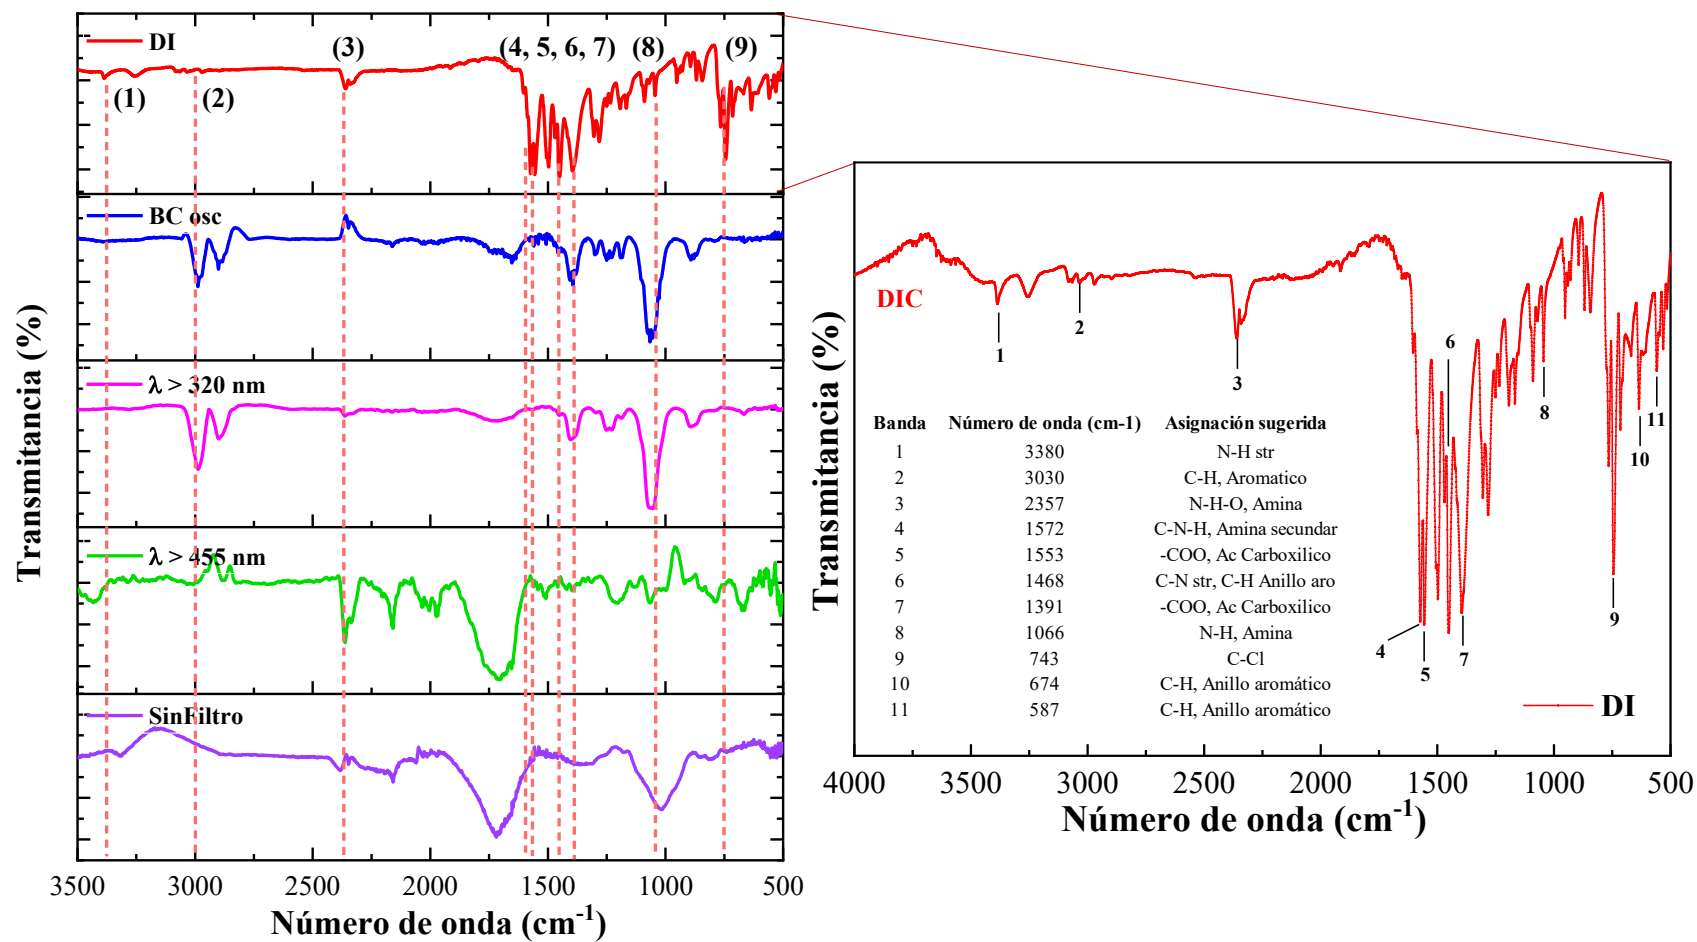 DI
(1)
(2)
(3)
(4, 5, 6, 7)
(8)
(9)
BC osc
λ > 320 nm
λ > 455 nm
SinFiltro
Transmitancia (%)
3500 3000 2500 2000 1500 1000 500
Número de onda (cm-1)
DIC
1
2
3
6
8
11
10
9
4
5
7
Banda Número de onda (cm-1) Asignación sugerida
1 3380 N-H str
2 3030 C-H, Aromatico
3 2357 N-H-O, Amina
4 1572 C-N-H, Amina secundar
5 1553 -COO, Ac Carboxilico
6 1468 C-N str, C-H Anillo aro
7 1391 -COO, Ac Carboxilico
8 1066 N-H, Amina
9 743 C-Cl
10 674 C-H, Anillo aromático
11 587 C-H, Anillo aromático
DI
Transmitancia (%)
4000 3500 3000 2500 2000 1500 1000 500
Número de onda (cm-1)